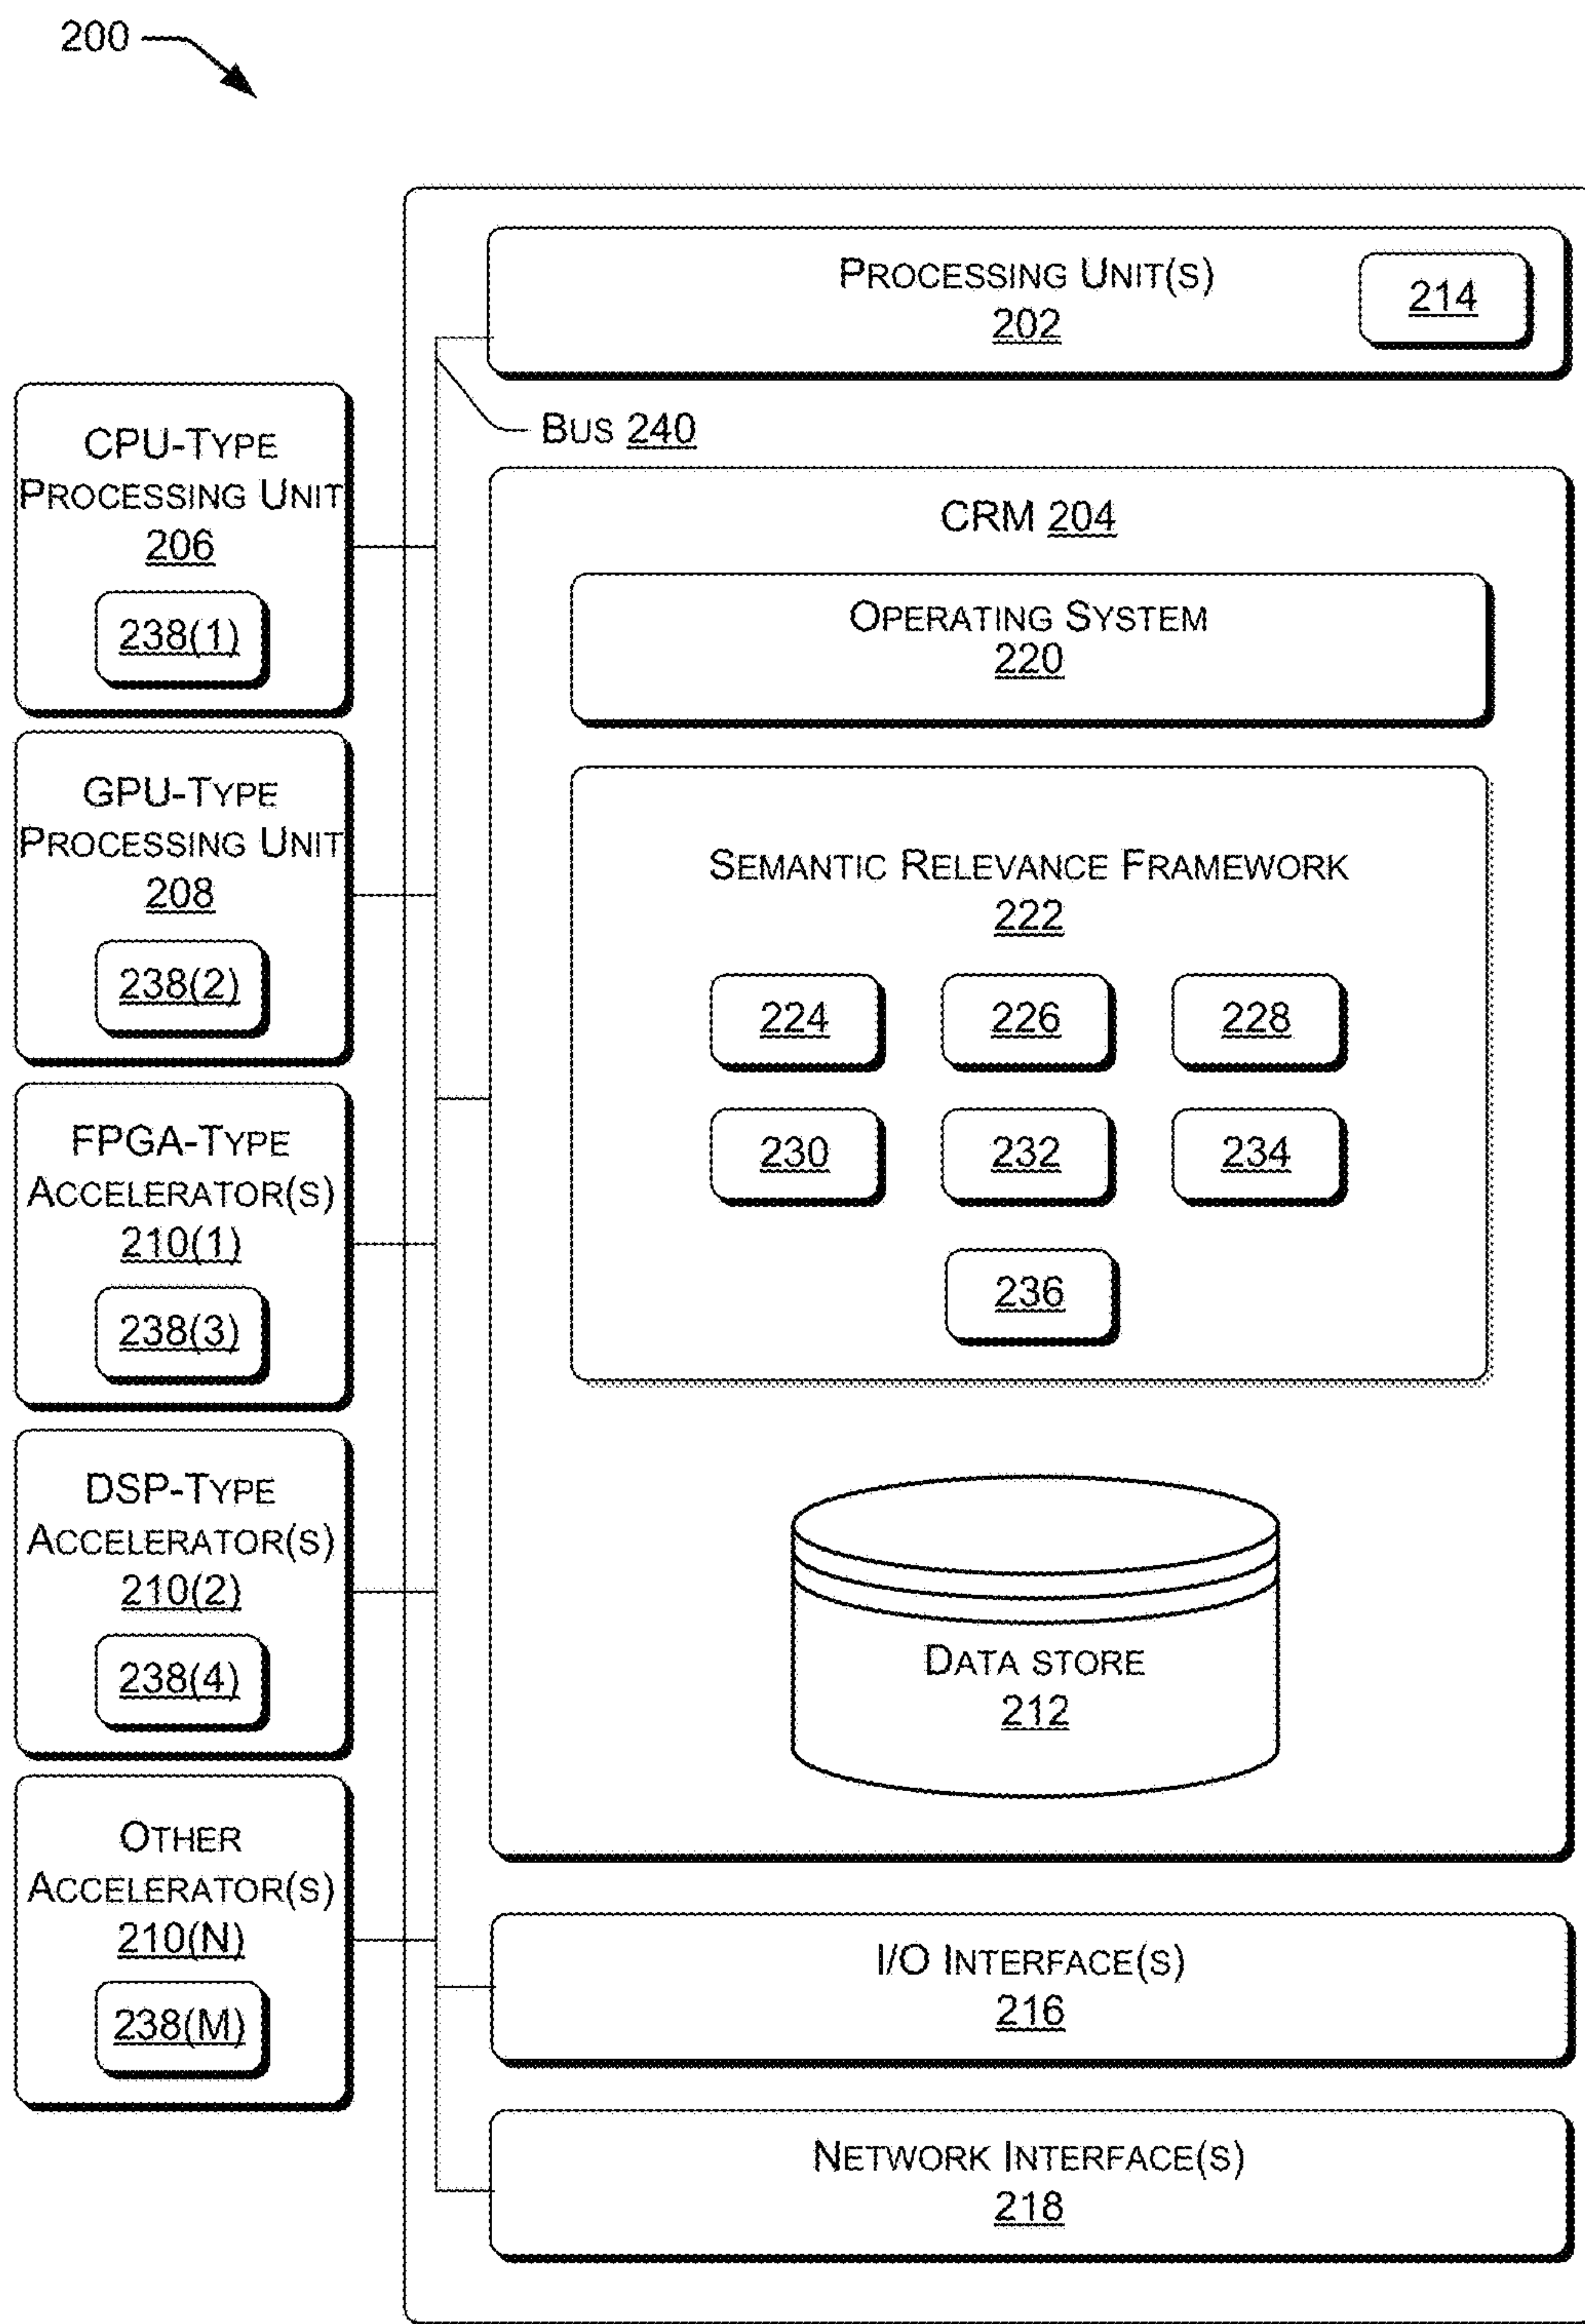 200
PROCESSING UNIT(S)
202
214
BUS 240
CPU-TYPE
PROCESSING UNIT
206
238(1)
GPU-TYPE
PROCESSING UNIT
208
238(2)
FPGA-TYPE
ACCELERATOR(S)
210(1)
238(3)
DSP-TYPE
ACCELERATOR(S)
210(2)
238(4)
OTHER
ACCELERATOR(S)
210(N)
238(M)
CRM 204
OPERATING SYSTEM
220
SEMANTIC RELEVANCE FRAMEWORK
222
224 226 228
230 232 234
236
DATA STORE
212
I/O INTERFACE(S)
216
NETWORK INTERFACE(S)
218